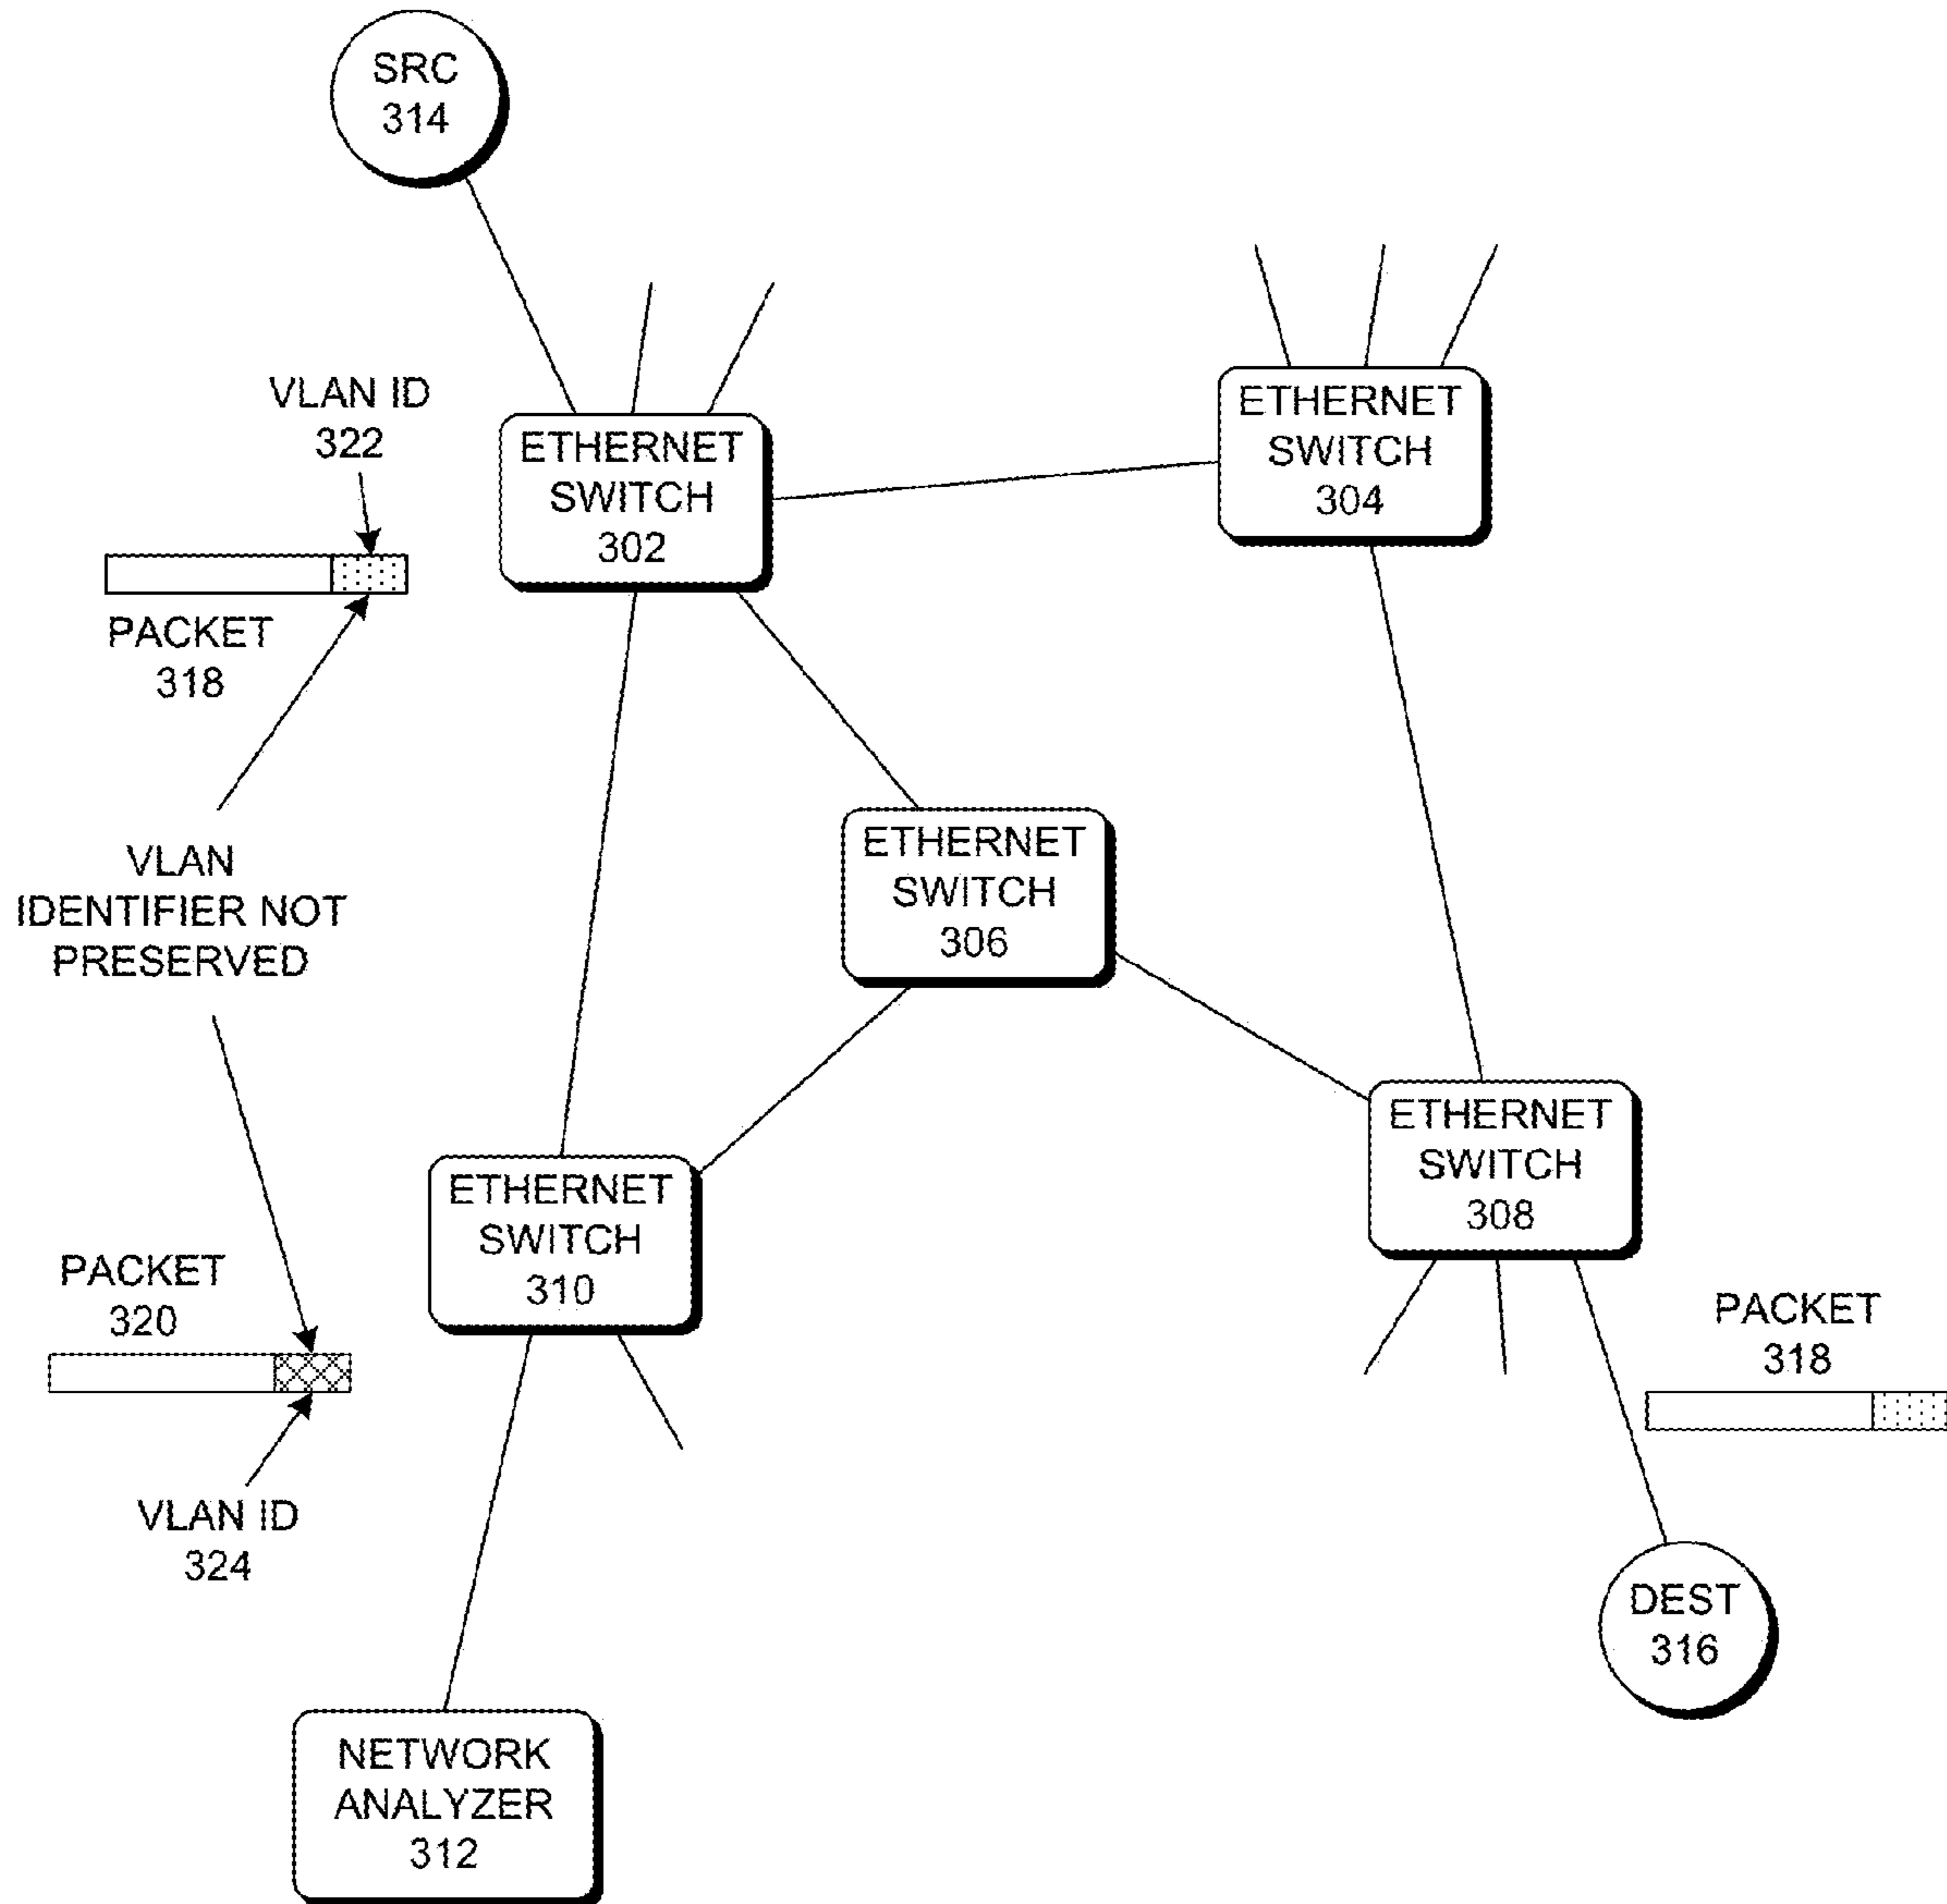 SRC
314
VLAN ID
322
ETHERNET
SWITCH
302
ETHERNET
SWITCH
304
PACKET
318
VLAN
IDENTIFIER NOT
PRESERVED
ETHERNET
SWITCH
306
ETHERNET
SWITCH
310
ETHERNET
SWITCH
308
PACKET
320
PACKET
318
VLAN ID
324
DEST
316
NETWORK
ANALYZER
312